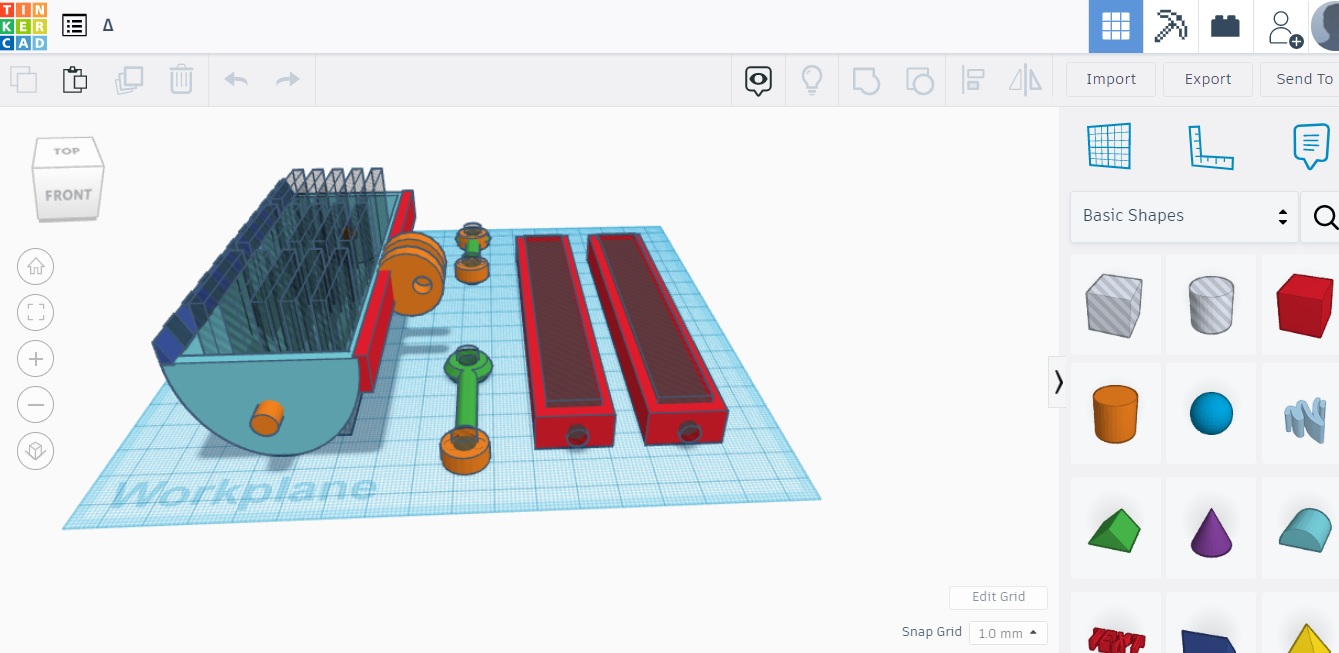 TIN
KER
CAD
Δ
Import
Export
Send To
TOP
FRONT
Basic Shapes
Workplane
TEXT
Edit Grid
Snap Grid
1.0 mm